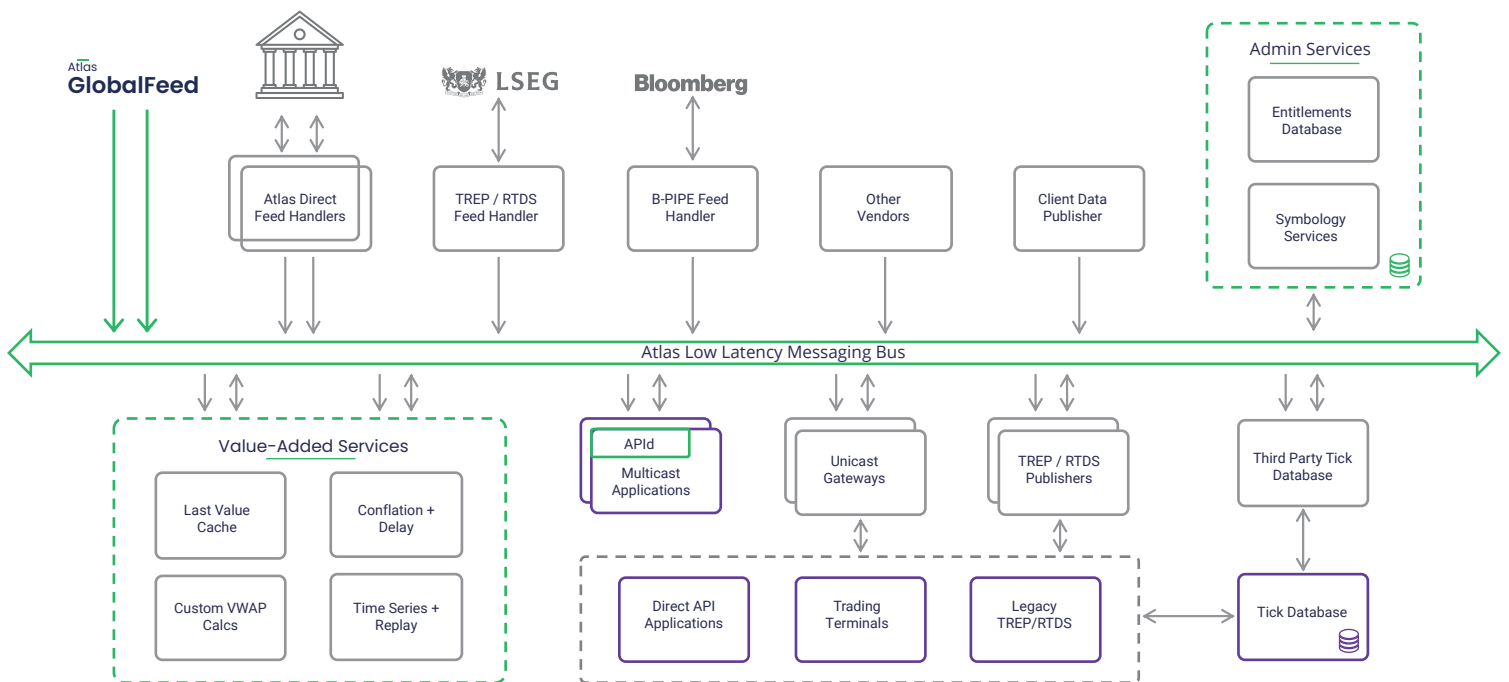 Atlas
GlobalFeed
LSEG
Bloomberg
Admin Services
Entitlements
Database
Symbology
Services
Atlas Direct
Feed Handlers
TREP / RTDS
Feed Handler
B-PIPE Feed
Handler
Other
Vendors
Client Data
Publisher
Atlas Low Latency Messaging Bus
Value-Added Services
Last Value
Cache
Conflation +
Delay
Custom VWAP
Calcs
Time Series +
Replay
APId
Multicast
Applications
Unicast
Gateways
TREP / RTDS
Publishers
Third Party Tick
Database
Direct API
Applications
Trading
Terminals
Legacy
TREP/RTDS
Tick Database